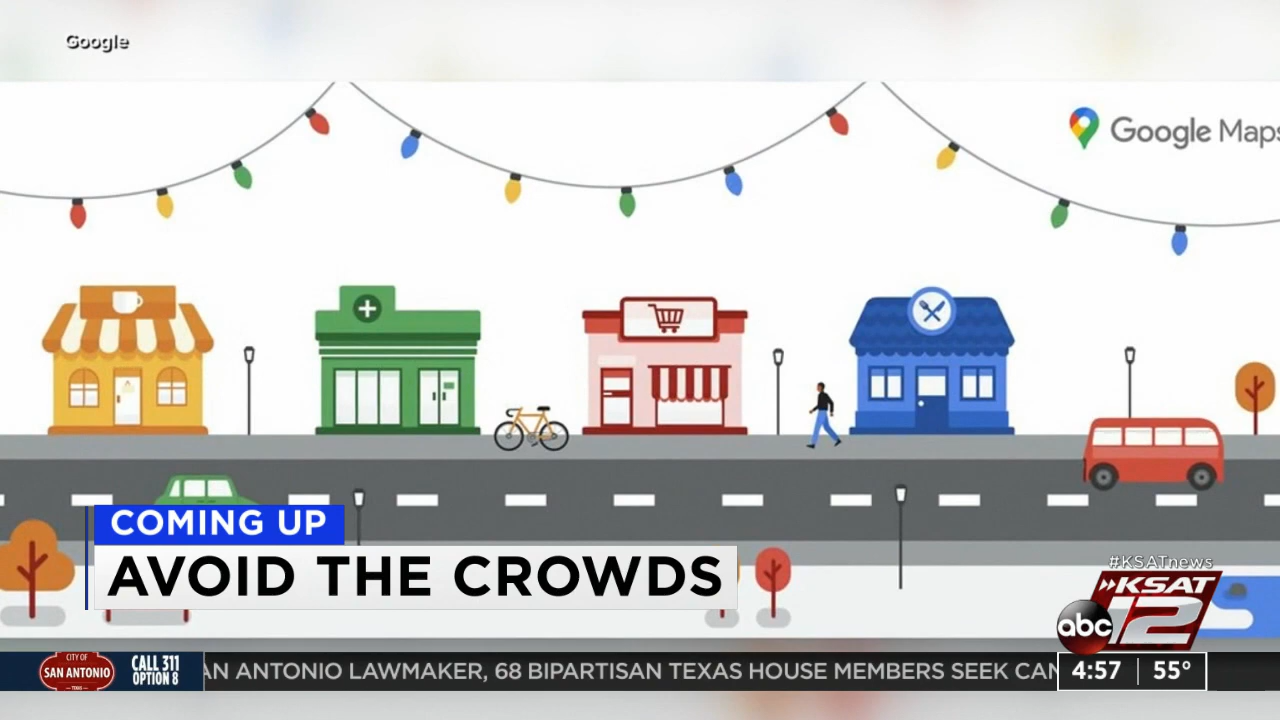 Google
Google Maps
COMING UP
AVOID THE CROWDS
#KSATnews
KSAT
abc
12
CITY OF
SAN ANTONIO
TEXAS
CALL 311
OPTION 8
AN ANTONIO LAWMAKER, 68 BIPARTISAN TEXAS HOUSE MEMBERS SEEK CAN
4:57 55°